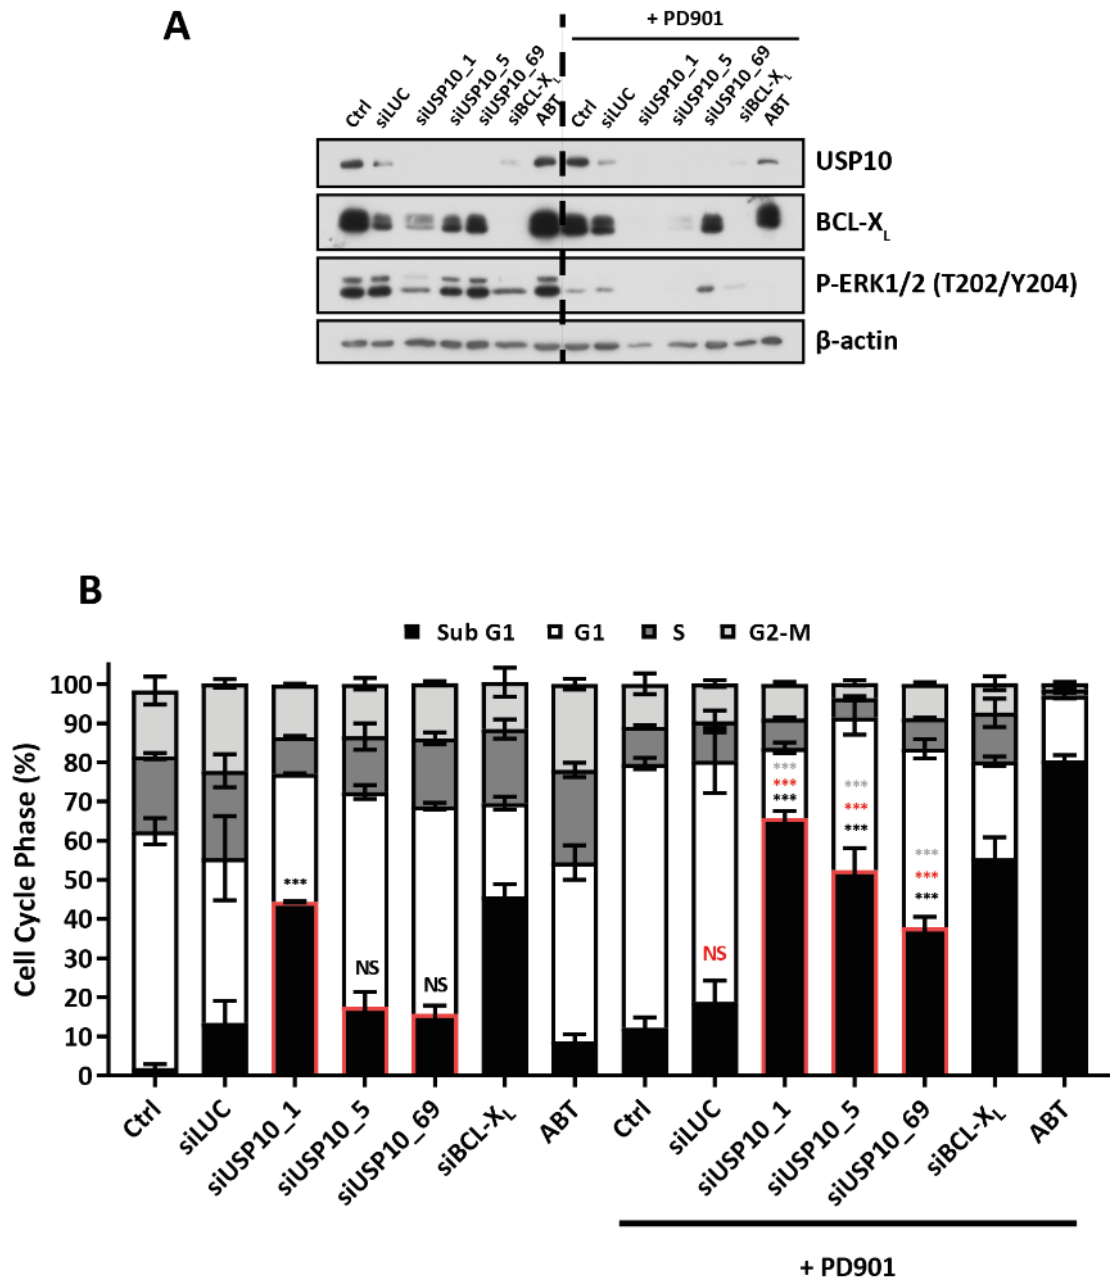 A
+ PD901
Ctrl siLUC siUSP10_1 siUSP10_5 siUSP10_69 siBCL-XL ABT Ctrl siLUC siUSP10_1 siUSP10_5 siUSP10_69 siBCL-XL ABT
USP10
BCL-XL
P-ERK1/2 (T202/Y204)
β-actin
B
Sub G1 G1 S G2-M
Cell Cycle Phase (%)
100
90
80
70
60
50
40
30
20
10
0
***
NS
NS
NS
***
***
***
***
***
***
***
***
***
Ctrl siLUC siUSP10_1 siUSP10_5 siUSP10_69 siBCL-XL ABT Ctrl siLUC siUSP10_1 siUSP10_5 siUSP10_69 siBCL-XL ABT
+ PD901